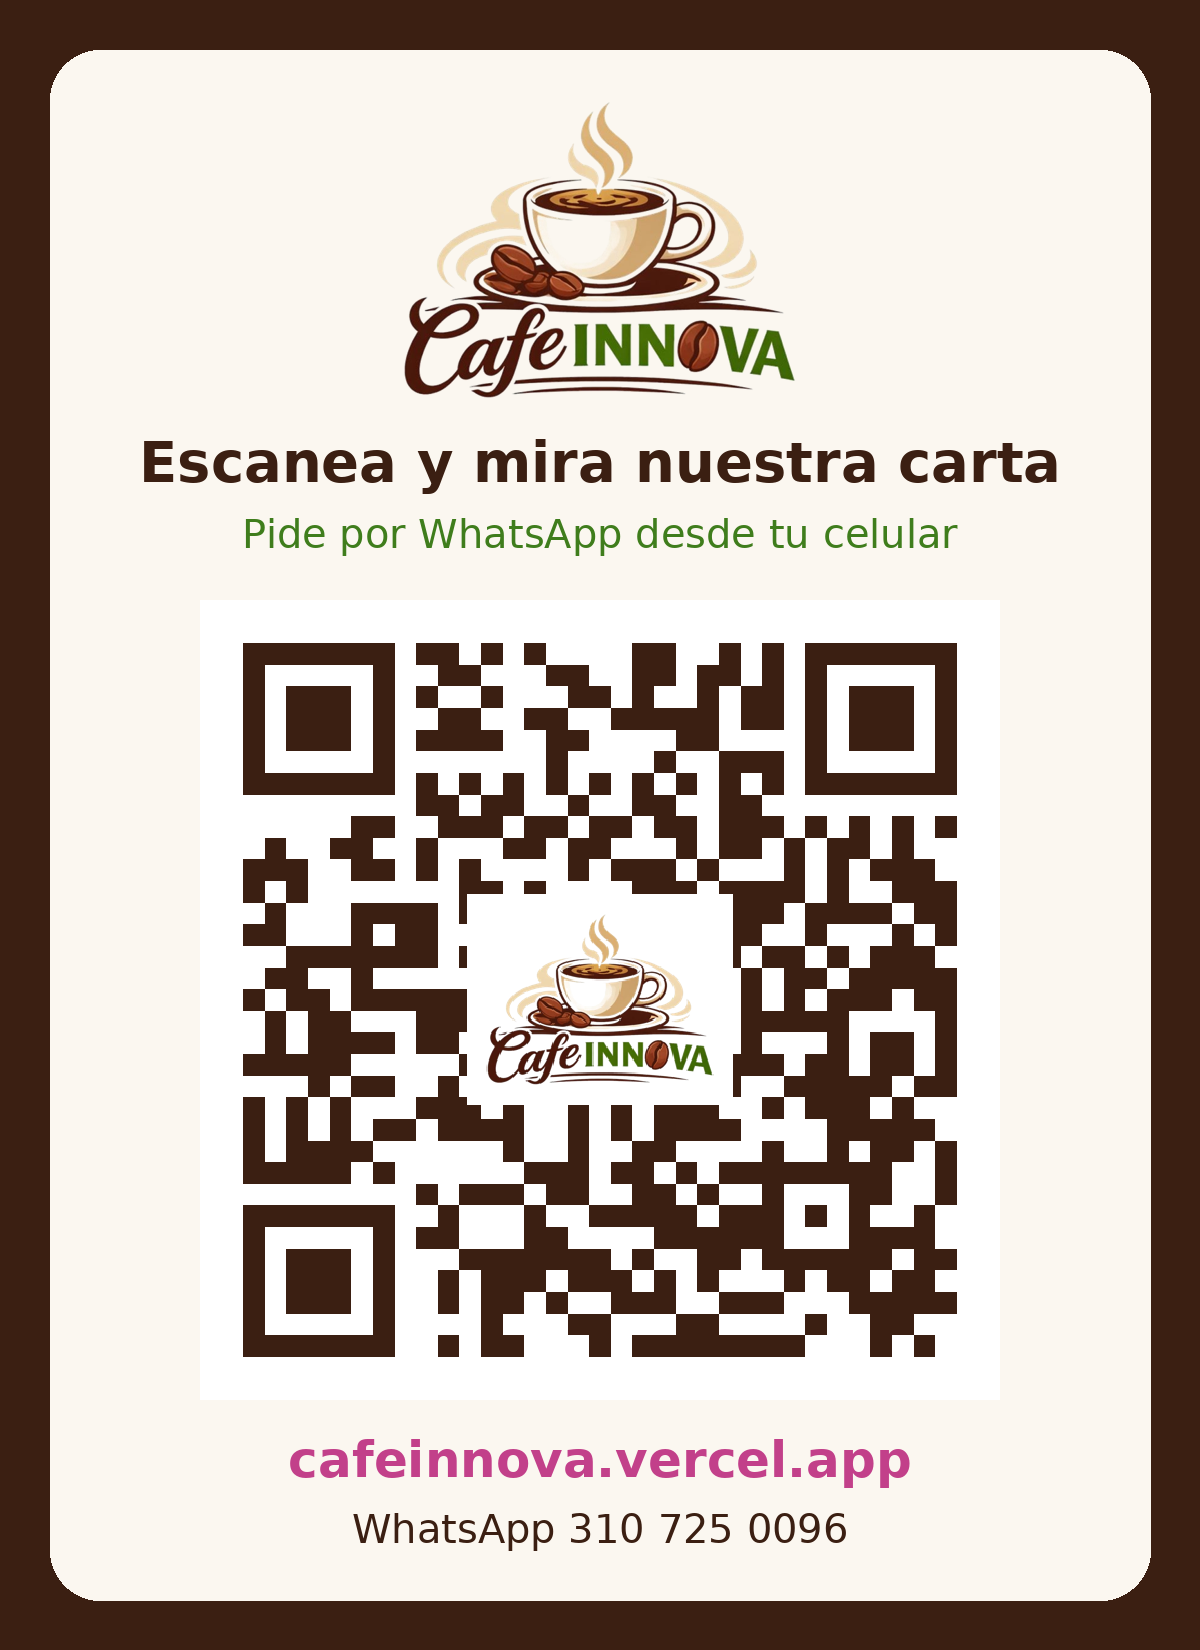 Cafe INNOVA
Escanea y mira nuestra carta
Pide por WhatsApp desde tu celular
Cafe INNOVA
cafeinnova.vercel.app
WhatsApp 310 725 0096